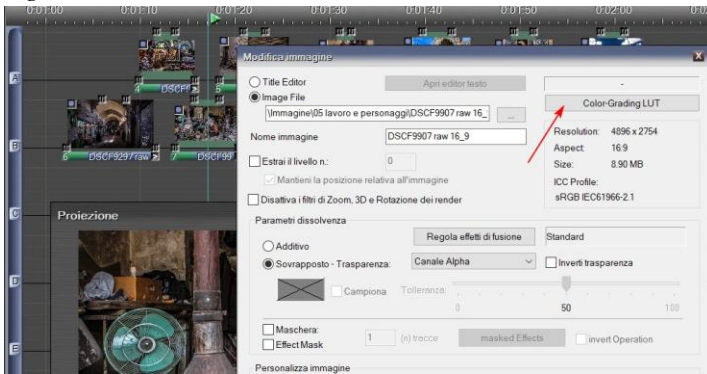 0:01:00 0:01:10 0:01:20 0:01:30 0:01:40 0:01:50 0:02:00
Modifica immagine
A
4 DSCF 5
B
6 DSCF9297raw 7 DSCF99
C
D
E
Proiezione
Title Editor
Apri editor testo
-
Image File
Color-Grading LUT
\Immagine\05 lavoro e personaggi\DSCF9907 raw 16_
...
Nome immagine
DSCF9907 raw 16_9
Resolution: 4896 x 2754
Aspect: 16:9
Size: 8.90 MB
ICC Profile:
sRGB IEC61966-2.1
Estrai il livello n.:
0
Mantieni la posizione relativa all'immagine
Disattiva i filtri di Zoom, 3D e Rotazione dei render
Parametri dissolvenza
Additivo
Regola effetti di fusione
Standard
Sovrapposto - Trasparenza:
Canale Alpha
Inverti trasparenza
Campiona
Tolleranza:
0 50 100
Maschera:
Effect Mask
1
(n) tracce
masked Effects
invert Operation
Personalizza immagine